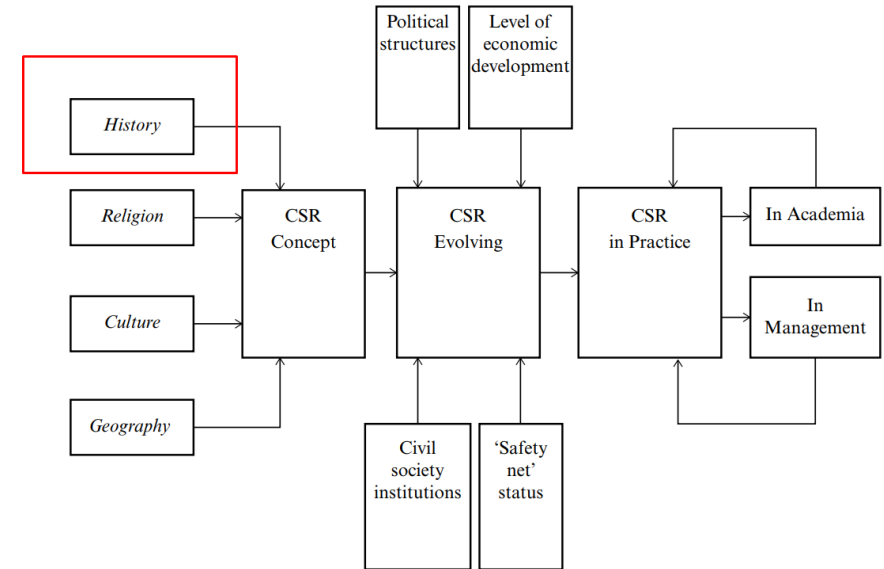 Political
structures
Level of
economic
development
History
Religion
Culture
Geography
CSR
Concept
CSR
Evolving
CSR
in Practice
In Academia
In
Management
Civil
society
institutions
‘Safety
net’
status